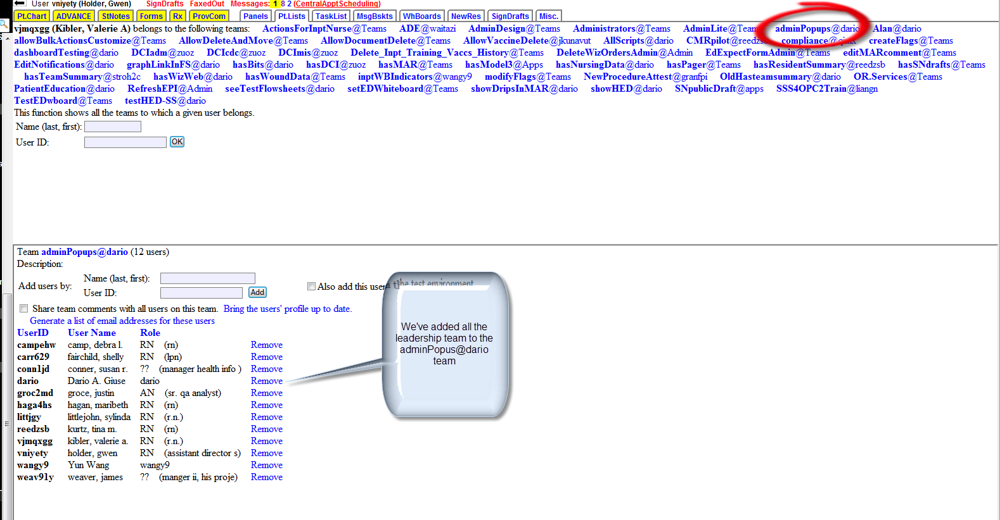 User vniyety (Holder, Gwen) SignDrafts FaxedOut Messages: 1 8 2 (CentralApptScheduling)
Pt.Chart ADVANCE StNotes Forms Rx ProvCom Panels Pt.Lists TaskList MsgBskts WhBoards NewRes SignDrafts Misc.
vjmqxgg (Kibler, Valerie A) belongs to the following teams: ActionsForInptNurse@Teams ADE@waitazi AdminDesign@Teams Administrators@Teams AdminLite@Team adminPopups@dario Alan@dario
allowBulkActionsCustomize@Teams AllowDeleteAndMove@Teams AllowDocumentDelete@Teams AllowVaccineDelete@jkunavut AllScripts@dario CMRpilot@reedzs compliance@ createFlags@Teams
dashboardTesting@dario DCIadm@zuoz DCIcdc@zuoz DCImis@zuoz Delete_Inpt_Training_Vaccs_History@Teams DeleteWizOrdersAdmin@Admin EdExpectFormAdmin@Teams editMARcomment@Teams
EditNotifications@dario graphLinkInFS@dario hasBits@dario hasDCI@zuoz hasMAR@Teams hasModel3@Apps hasNursingData@dario hasPager@Teams hasResidentSummary@reedzsb hasSNdrafts@Teams
hasTeamSummary@stroh2c hasWizWeb@dario hasWoundData@Teams inptWBIndicators@wangy9 modifyFlags@Teams NewProcedureAttest@granfpi OldHasteamsummary@dario OR.Services@Teams
PatientEducation@dario RefreshEPI@Admin seeTestFlowsheets@dario setEDWhiteboard@Teams showDripsInMAR@dario showHED@dario SNpublicDraft@apps SSS4OPC2Train@liangn
TestEDwboard@Teams testHED-SS@dario
This function shows all the teams to which a given user belongs.
Name (last, first):
User ID: OK
Team adminPopups@dario (12 users)
Description:
Add users by: Name (last, first):
User ID: Add
Also add this user t the test environment
Share team comments with all users on this team. Bring the users' profile up to date.
Generate a list of email addresses for these users
UserID User Name Role
campehw camp, debra l. RN (rn) Remove
carr629 fairchild, shelly RN (lpn) Remove
conn1jd conner, susan r. ?? (manager health info ) Remove
dario Dario A. Giuse dario Remove
groc2md groce, justin AN (sr. qa analyst) Remove
haga4hs hagan, maribeth RN (rn) Remove
littjgy littlejohn, sylinda RN (r.n.) Remove
reedzsb kurtz, tina m. RN (rn) Remove
vjmqxgg kibler, valerie a. RN (r.n.) Remove
vniyety holder, gwen RN (assistant director s) Remove
wangy9 Yun Wang wangy9 Remove
weav91y weaver, james ?? (manger ii, his proje) Remove
We've added all the
leadership team to the
adminPopus@dario
team